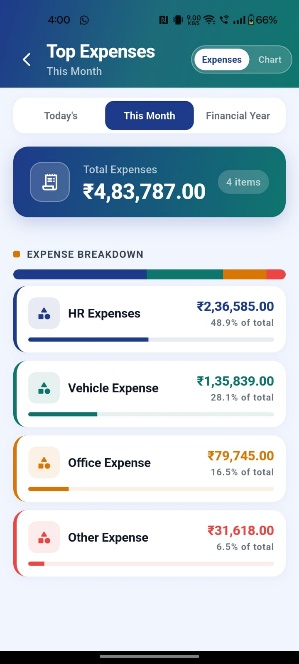 4:00
9.00 KB/S
66%
Top Expenses
This Month
Expenses
Chart
Today's
This Month
Financial Year
Total Expenses
₹4,83,787.00
4 items
EXPENSE BREAKDOWN
HR Expenses
₹2,36,585.00
48.9% of total
Vehicle Expense
₹1,35,839.00
28.1% of total
Office Expense
₹79,745.00
16.5% of total
Other Expense
₹31,618.00
6.5% of total